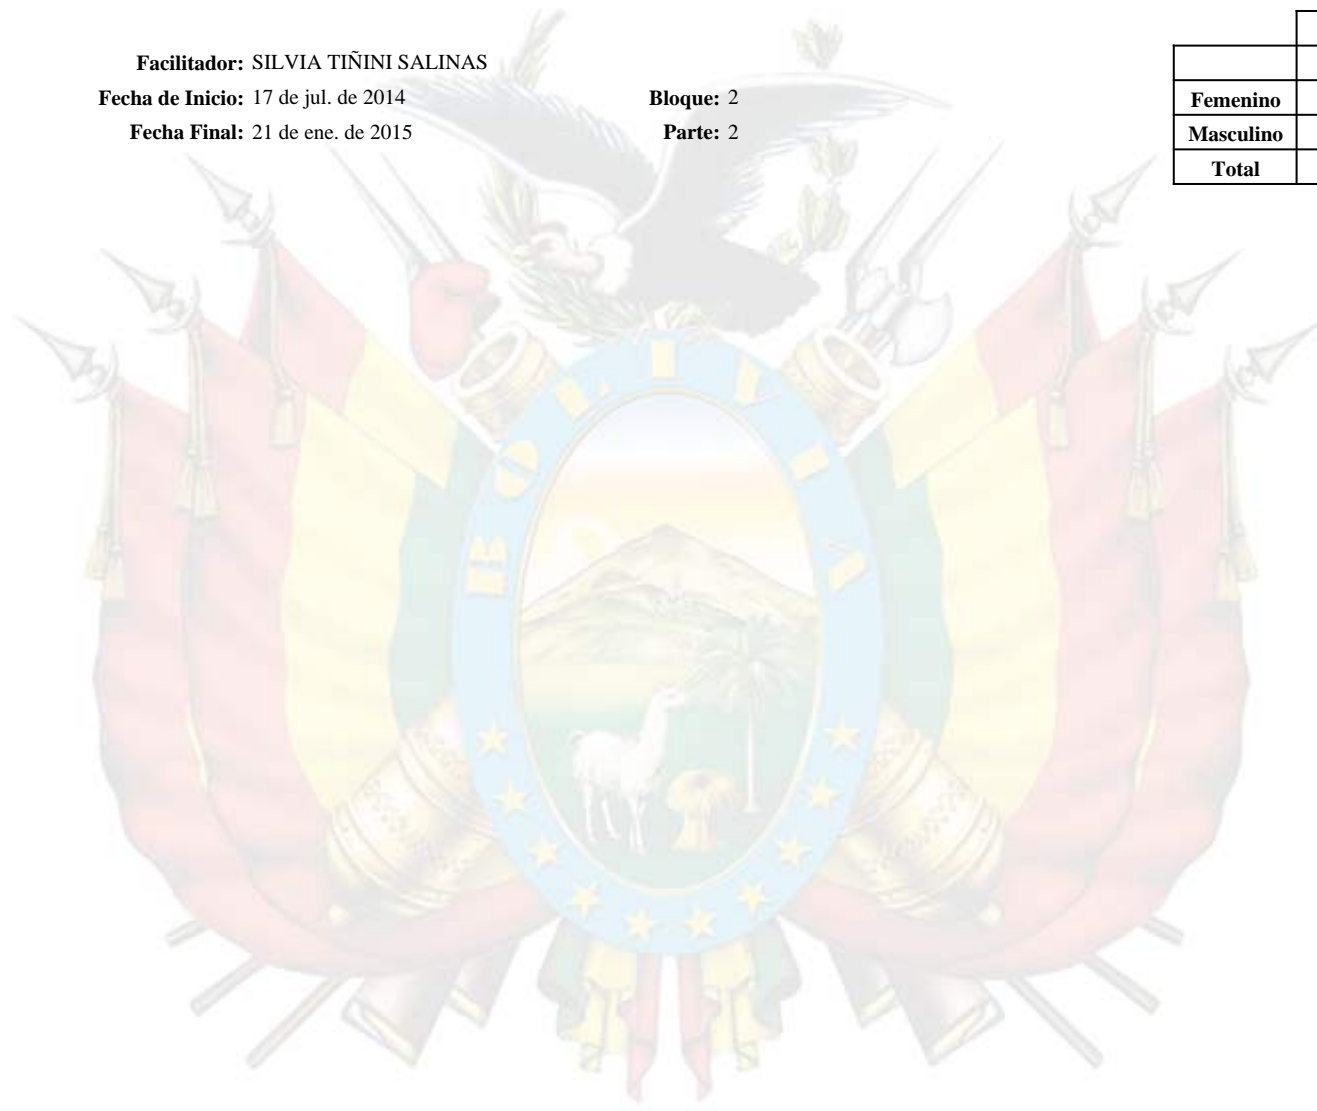 Facilitador: SILVIA TIÑINI SALINAS
Fecha de Inicio: 17 de jul. de 2014 Bloque: 2
Fecha Final: 21 de ene. de 2015 Parte: 2
Femenino
Masculino
Total
BOLIVIA